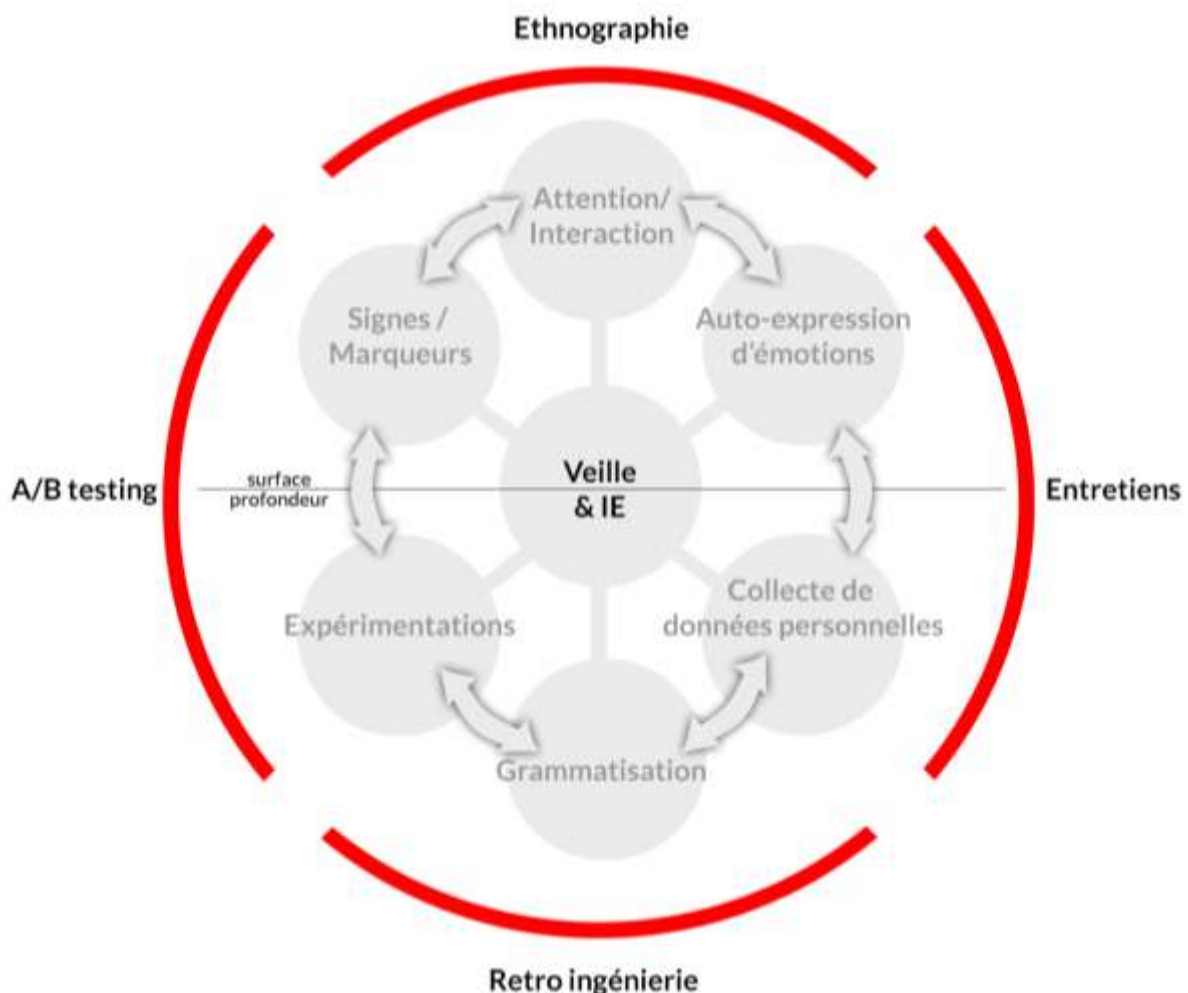 Ethnographie
Attention/
Interaction
Signes /
Marqueurs
Auto-expression
d'émotions
A/B testing
surface
profondeur
Veille
& IE
Entretiens
Expérimentations
Collecte de
données personnelles
Grammatisation
Retro ingénierie